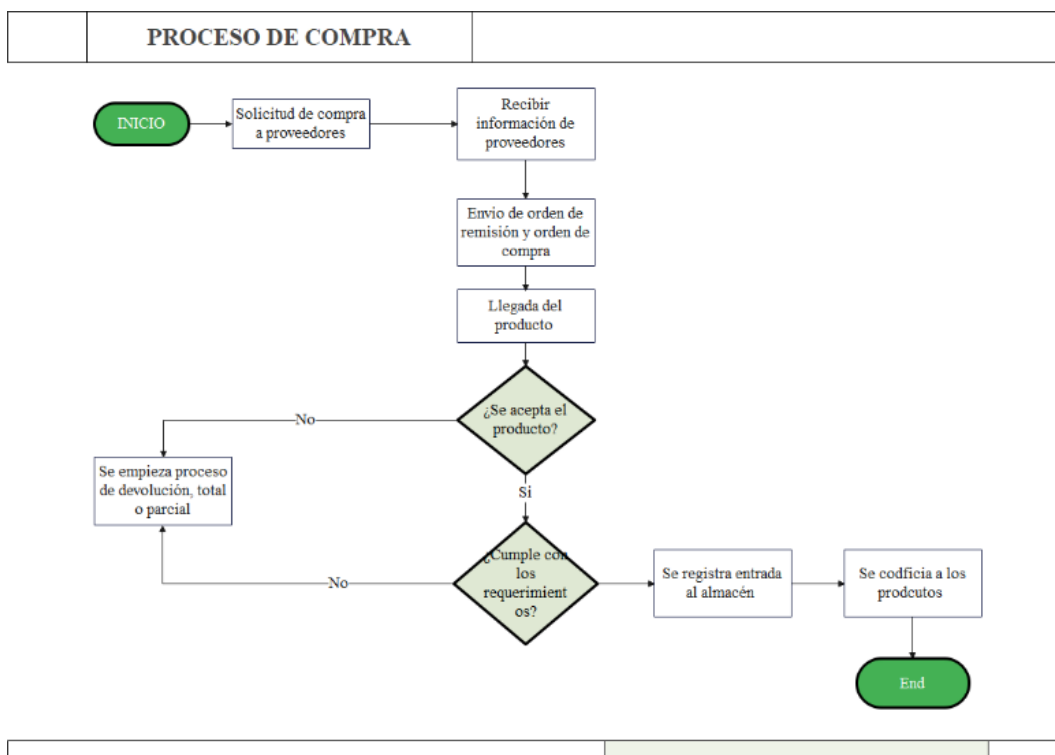 PROCESO DE COMPRA
INICIO
Solicitud de compra
a proveedores
Recibir
información de
proveedores
Envio de orden de
remisión y orden de
compra
Llegada del
producto
¿Se acepta el
producto?
No
Se empieza proceso
de devolución, total
o parcial
Si
¿Cumple con
los
requerimient
os?
No
Se registra entrada
al almacén
Se codficia a los
prodcutos
End